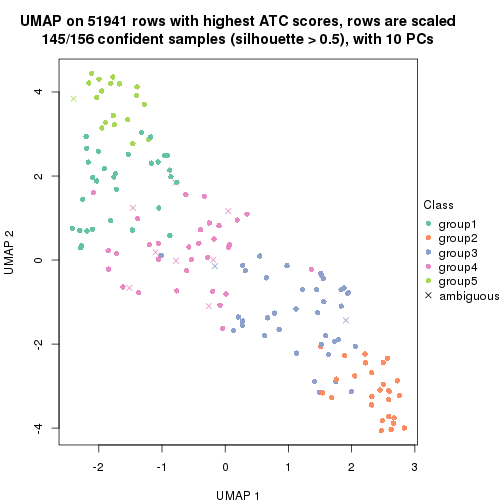 UMAP on 51941 rows with highest ATC scores, rows are scaled
145/156 confident samples (silhouette > 0.5), with 10 PCs
4
2
0
-2
-4
UMAP 2
-2
-1
0
1
2
3
UMAP 1
Class
group1
group2
group3
group4
group5
ambiguous